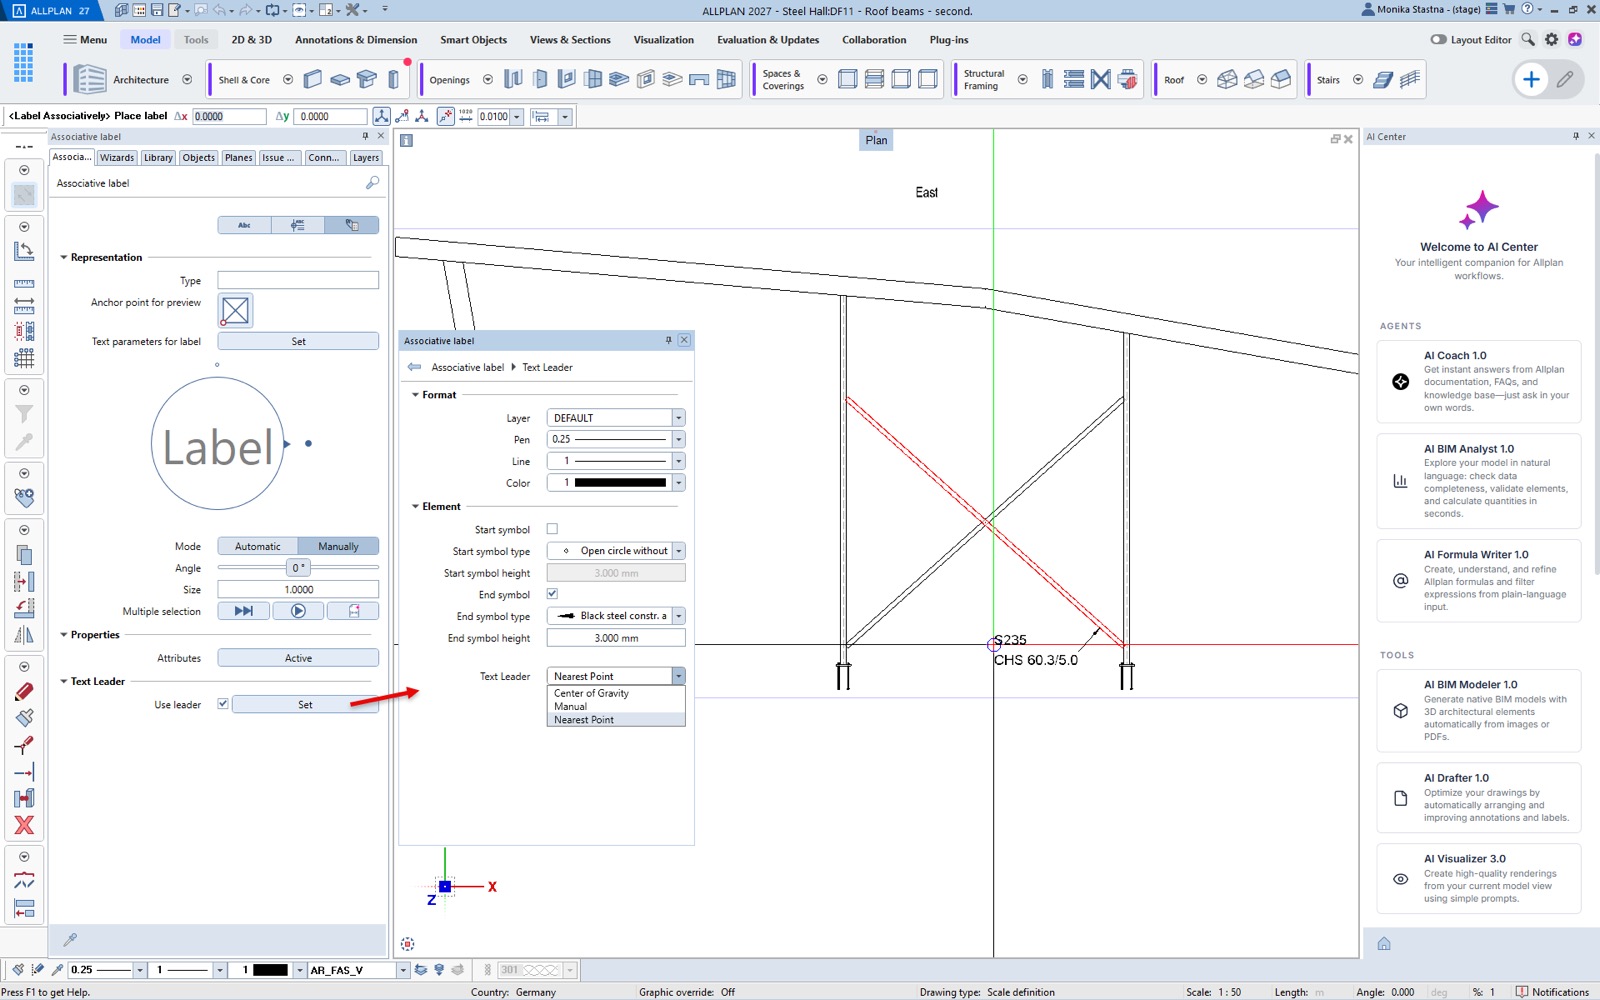 ALLPLAN 27
ALLPLAN 2027 - Steel Hall:DF11 - Roof beams - second.
Monika Stastna - (stage)
Menu
Model
Tools
2D & 3D
Annotations & Dimension
Smart Objects
Views & Sections
Visualization
Evaluation & Updates
Collaboration
Plug-ins
Layout Editor
Architecture
Shell & Core
Openings
Spaces &
Coverings
Structural
Framing
Roof
Stairs
<Label Associatively> Place label
Δx 0.0000
Δy 0.0000
0.0100
Associative label
Associa...
Wizards
Library
Objects
Planes
Issue ...
Conn...
Layers
Associative label
Abc
Representation
Type
Anchor point for preview
Text parameters for label
Set
Label
Mode
Automatic
Manually
Angle
0 °
Size
1.0000
Multiple selection
Properties
Attributes
Active
Text Leader
Use leader
Set
Associative label
Associative label
Text Leader
Format
Layer
DEFAULT
Pen
0.25
Line
1
Color
1
Element
Start symbol
Start symbol type
Open circle without
Start symbol height
3.000 mm
End symbol
End symbol type
Black steel constr. a
End symbol height
3.000 mm
Text Leader
Nearest Point
Center of Gravity
Manual
Nearest Point
X
Z
Plan
East
S235
CHS 60.3/5.0
AI Center
Welcome to AI Center
Your intelligent companion for Allplan
workflows.
AGENTS
AI Coach 1.0
Get instant answers from Allplan
documentation, FAQs, and
knowledge base—just ask in your
own words.
AI BIM Analyst 1.0
Explore your model in natural
language: check data
completeness, validate elements,
and calculate quantities in
seconds.
AI Formula Writer 1.0
Create, understand, and refine
Allplan formulas and filter
expressions from plain-language
input.
TOOLS
AI BIM Modeler 1.0
Generate native BIM models with
3D architectural elements
automatically from images or
PDFs.
AI Drafter 1.0
Optimize your drawings by
automatically arranging and
improving annotations and labels.
AI Visualizer 3.0
Create high-quality renderings
from your current model view
using simple prompts.
0.25
1
1
AR_FAS_V
301
Press F1 to get Help.
Country: Germany
Graphic override: Off
Drawing type: Scale definition
Scale: 1 : 50
Length: m
Angle: 0.000
deg
%: 1
Notifications